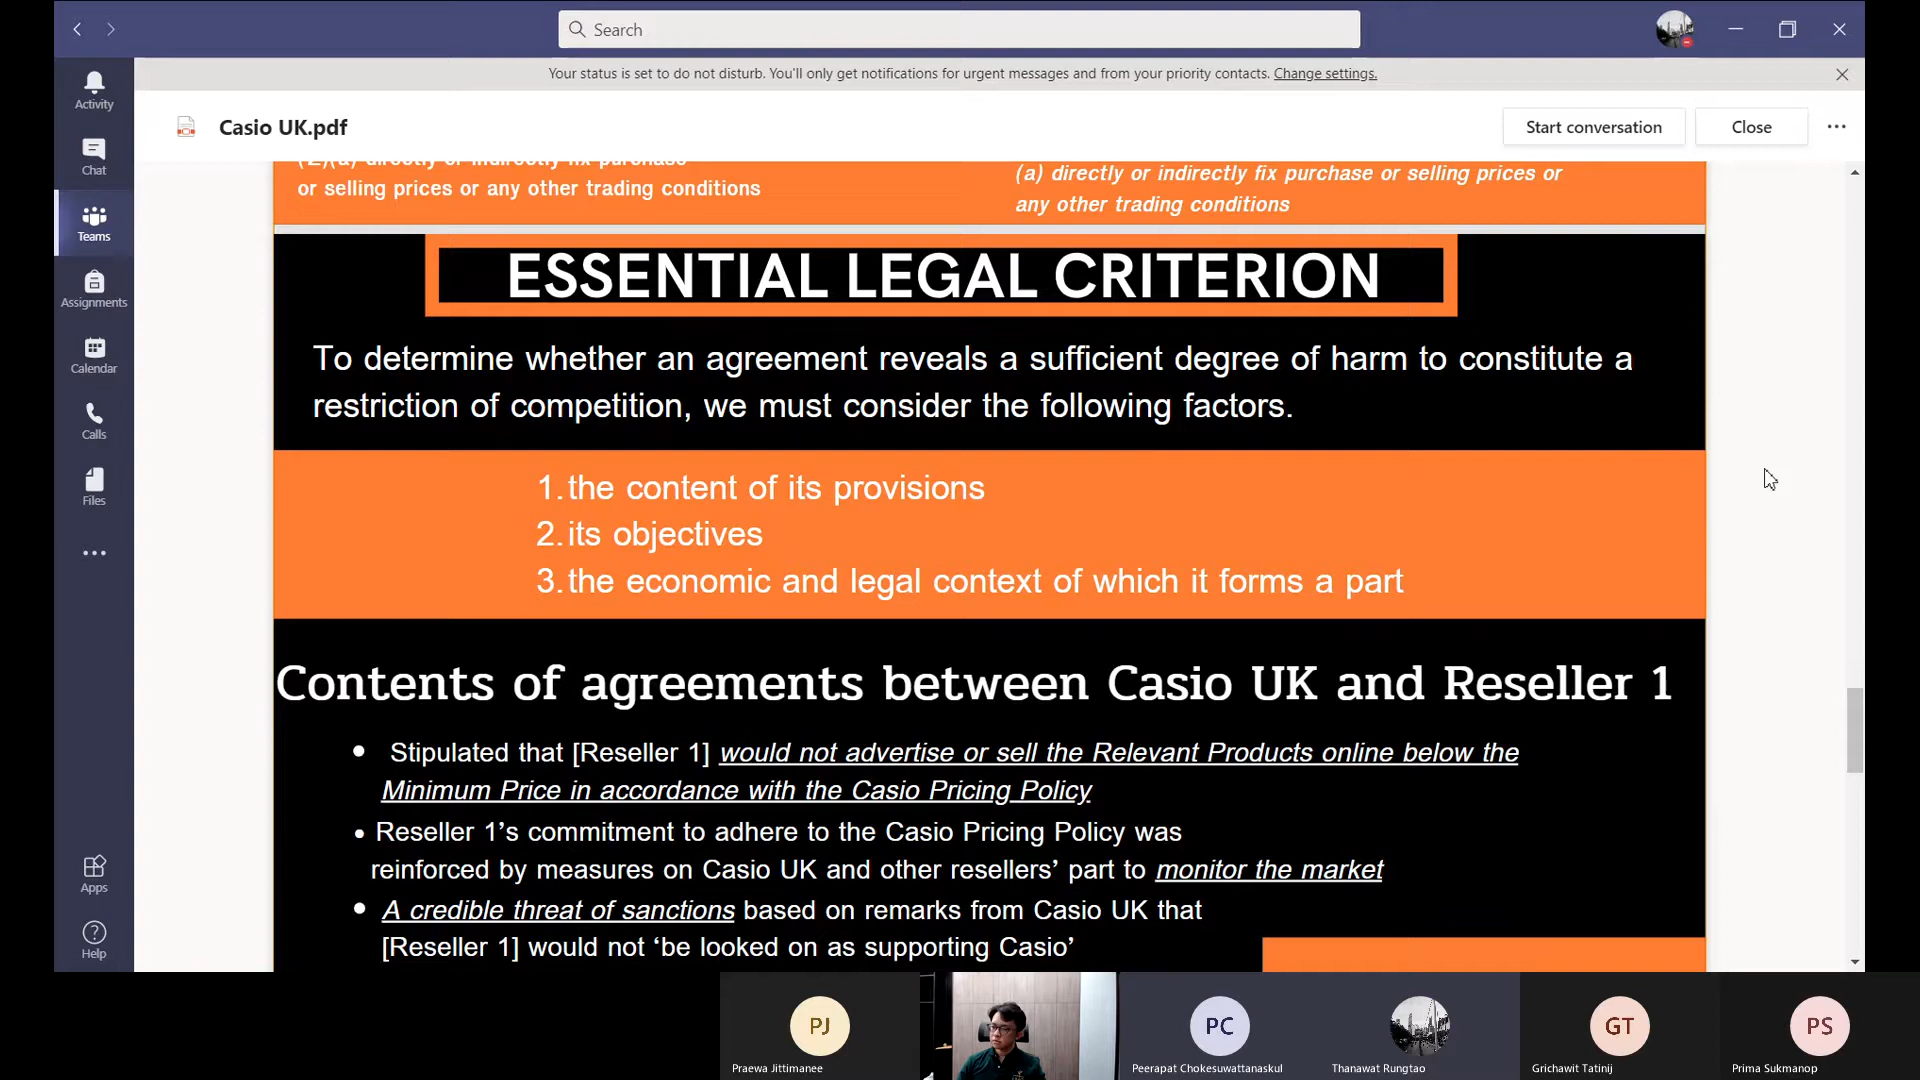 Search
Your status is set to do not disturb. You'll only get notifications for urgent messages and from your priority contacts. Change settings.
Activity
Chat
Teams
Assignments
Calendar
Calls
Files
Apps
Help
Casio UK.pdf
Start conversation
Close
(2)(a) directly or indirectly fix purchase
or selling prices or any other trading conditions
(a) directly or indirectly fix purchase or selling prices or
any other trading conditions
ESSENTIAL LEGAL CRITERION
To determine whether an agreement reveals a sufficient degree of harm to constitute a
restriction of competition, we must consider the following factors.
1. the content of its provisions
2. its objectives
3. the economic and legal context of which it forms a part
Contents of agreements between Casio UK and Reseller 1
• Stipulated that [Reseller 1] would not advertise or sell the Relevant Products online below the
Minimum Price in accordance with the Casio Pricing Policy
• Reseller 1’s commitment to adhere to the Casio Pricing Policy was
reinforced by measures on Casio UK and other resellers’ part to monitor the market
• A credible threat of sanctions based on remarks from Casio UK that
[Reseller 1] would not ‘be looked on as supporting Casio’
PJ
PC
GT
PS
Praewa Jittimanee
Peerapat Chokesuwattanaskul
Thanawat Rungtao
Grichawit Tatinij
Prima Sukmanop